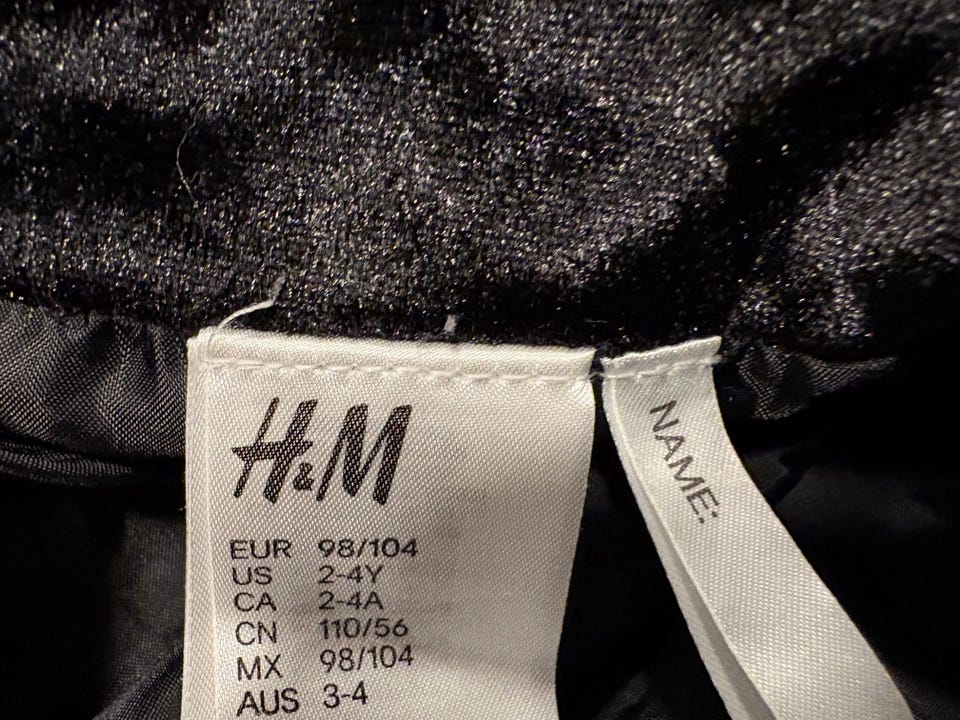 H&M
EUR 98/104
US 2-4Y
CA 2-4A
CN 110/56
MX 98/104
AUS 3-4
NAME: